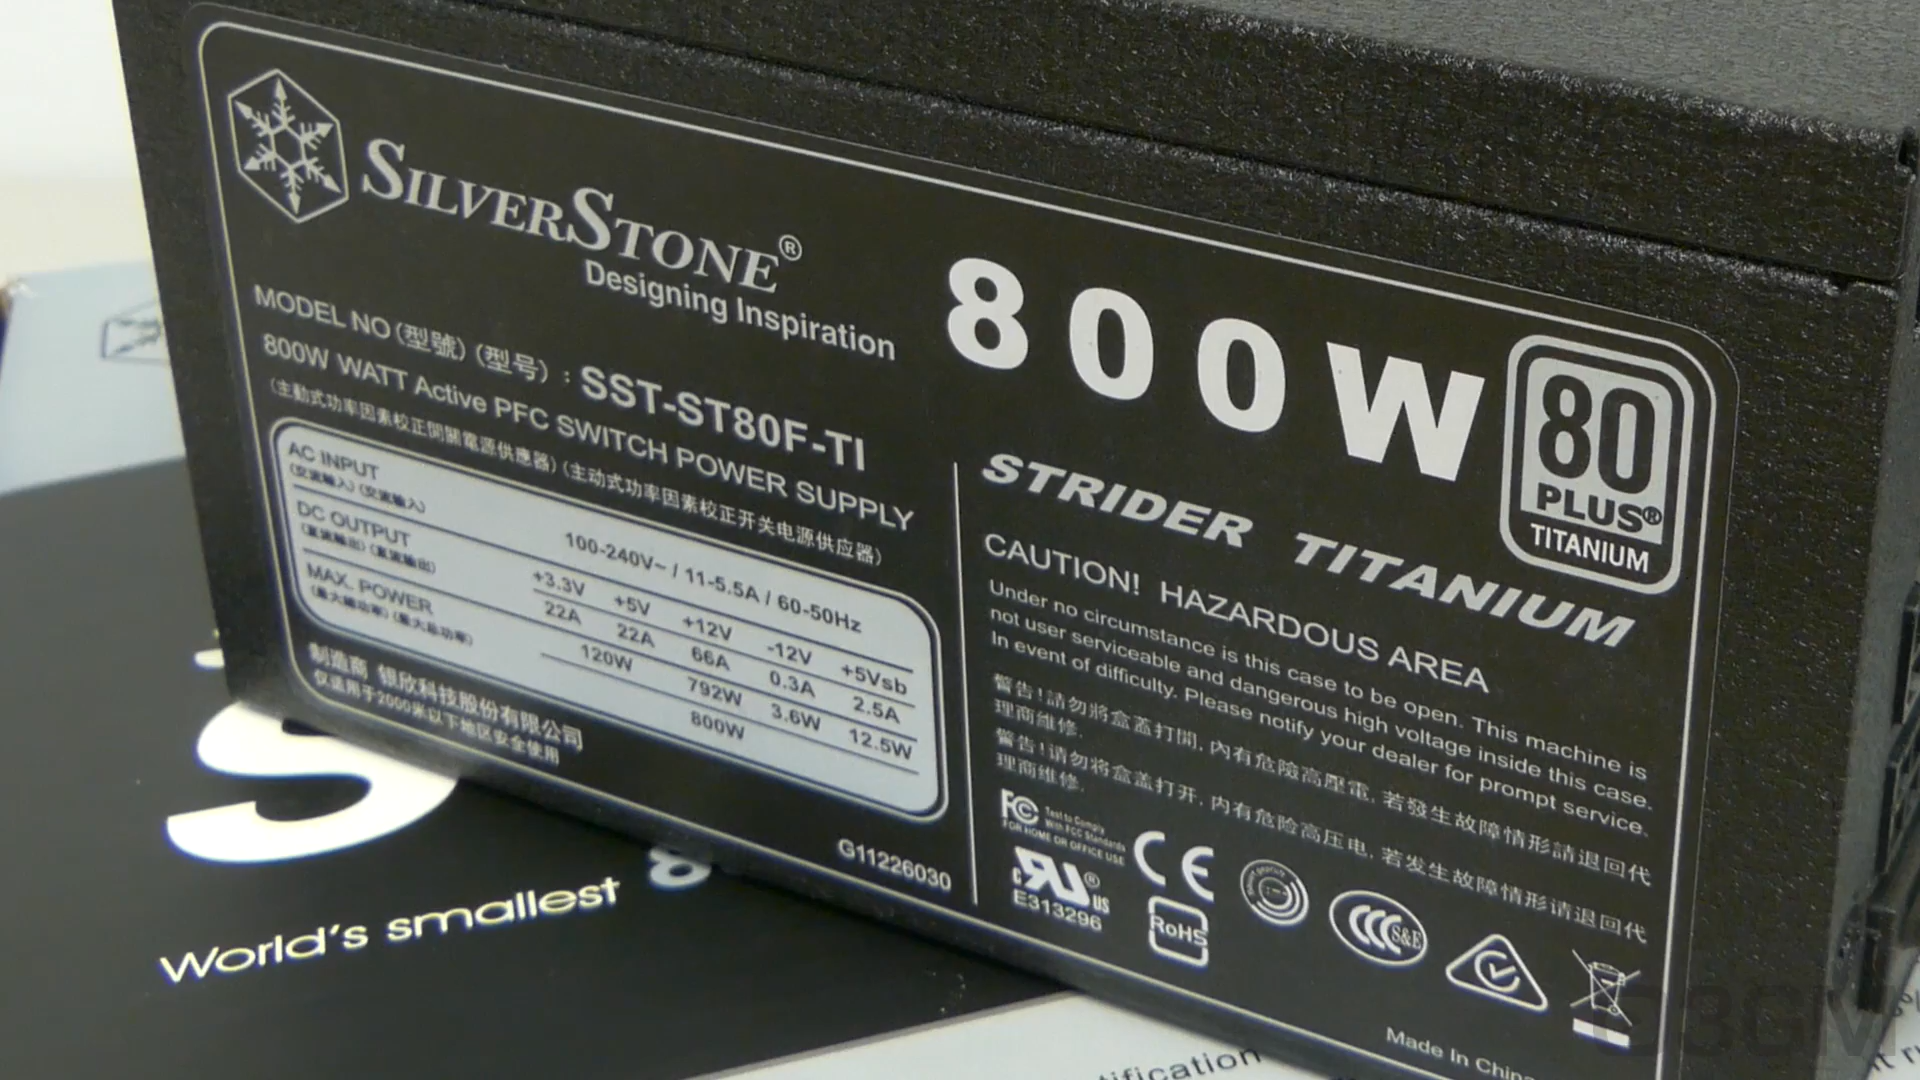 SILVERSTONE®
Designing Inspiration
MODEL NO (型號) (型号) : SST-ST80F-TI
800W WATT Active PFC SWITCH POWER SUPPLY
(主動式功率因素校正開關電源供應器) (主动式功率因素校正开关电源供应器)
AC INPUT
(交流輸入) (交流输入)
100-240V~ / 11-5.5A / 60-50Hz
DC OUTPUT
(直流輸出) (直流输出)
+3.3V +5V +12V -12V +5Vsb
22A 22A 66A 0.3A 2.5A
MAX. POWER
(最大總功率) (最大总功率)
120W 792W 3.6W 12.5W
800W
制造商 银欣科技股份有限公司
仅适用于2000米以下地区安全使用
G11226030
800W
80
PLUS®
TITANIUM
STRIDER TITANIUM
CAUTION! HAZARDOUS AREA
Under no circumstance is this case to be open. This machine is
not user serviceable and dangerous high voltage inside this case.
In event of difficulty. Please notify your dealer for prompt service.
警告!請勿將盒蓋打開, 內有危險高壓電, 若發生故障情形請退回代
理商維修.
警告!请勿将盒盖打开, 内有危险高压电, 若发生故障情形请退回代
理商维修.
FC Test to Comply
With FCC Standards
FOR HOME OR OFFICE USE
c RU ® US
E313296
CE
RoHS
CCC S&E
Made In China
S
World's smallest 8
tification